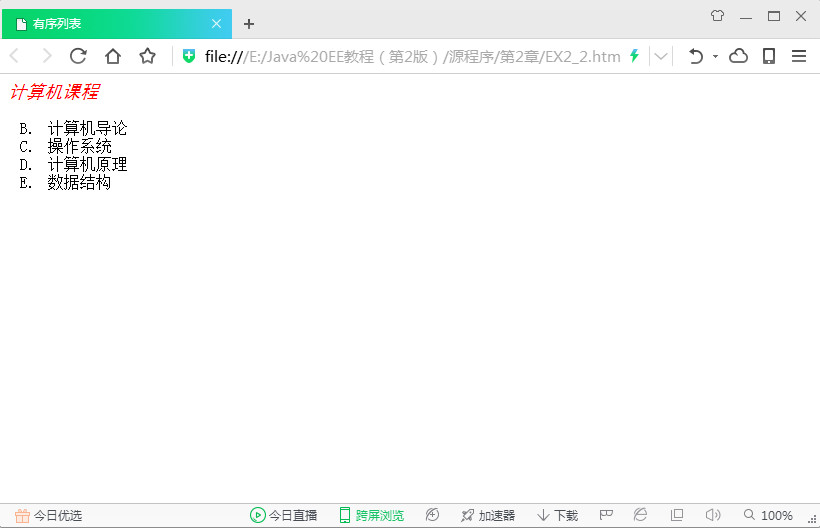 有序列表
file:///E:/Java%20EE教程（第2版）/源程序/第2章/EX2_2.htm
计算机课程
B. 计算机导论
C. 操作系统
D. 计算机原理
E. 数据结构
今日优选 今日直播 跨屏浏览 加速器 下载 100%